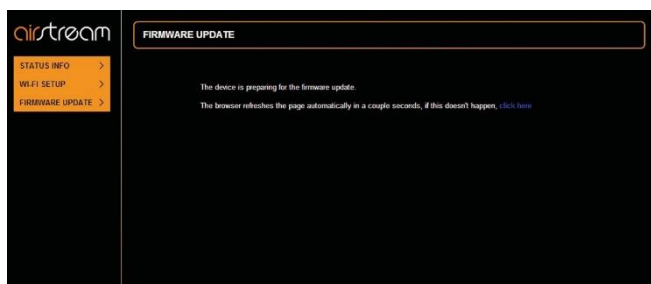 airstream
FIRMWARE UPDATE
STATUS INFO >
WI-FI SETUP >
FIRMWARE UPDATE >
The device is preparing for the firmware update.
The browser refreshes the page automatically in a couple seconds, if this doesn't happen, click here